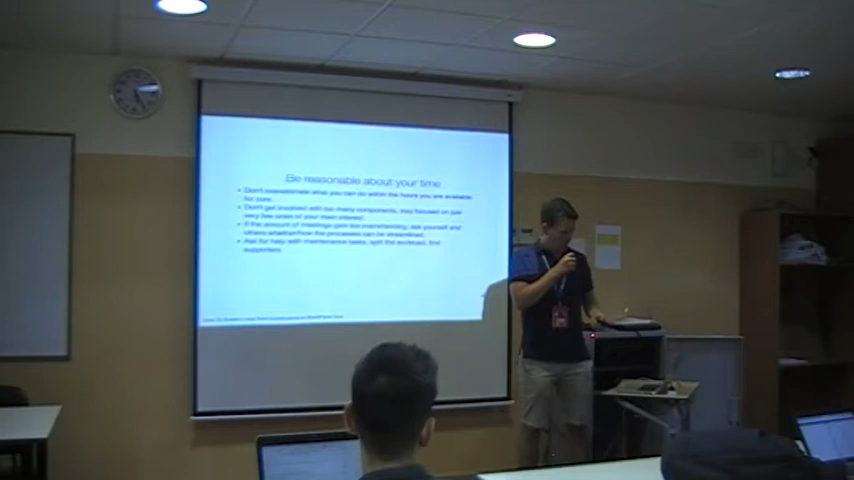 Be reasonable about your time
• Don't overestimate what you can do within the hours you are available
for core.
• Don't get involved with too many components, stay focused on just
very few ones of your main interest.
• If the amount of meetings gets too overwhelming, ask yourself and
others whether/how the processes can be streamlined.
• Ask for help with maintenance tasks, split the workload, find
supporters